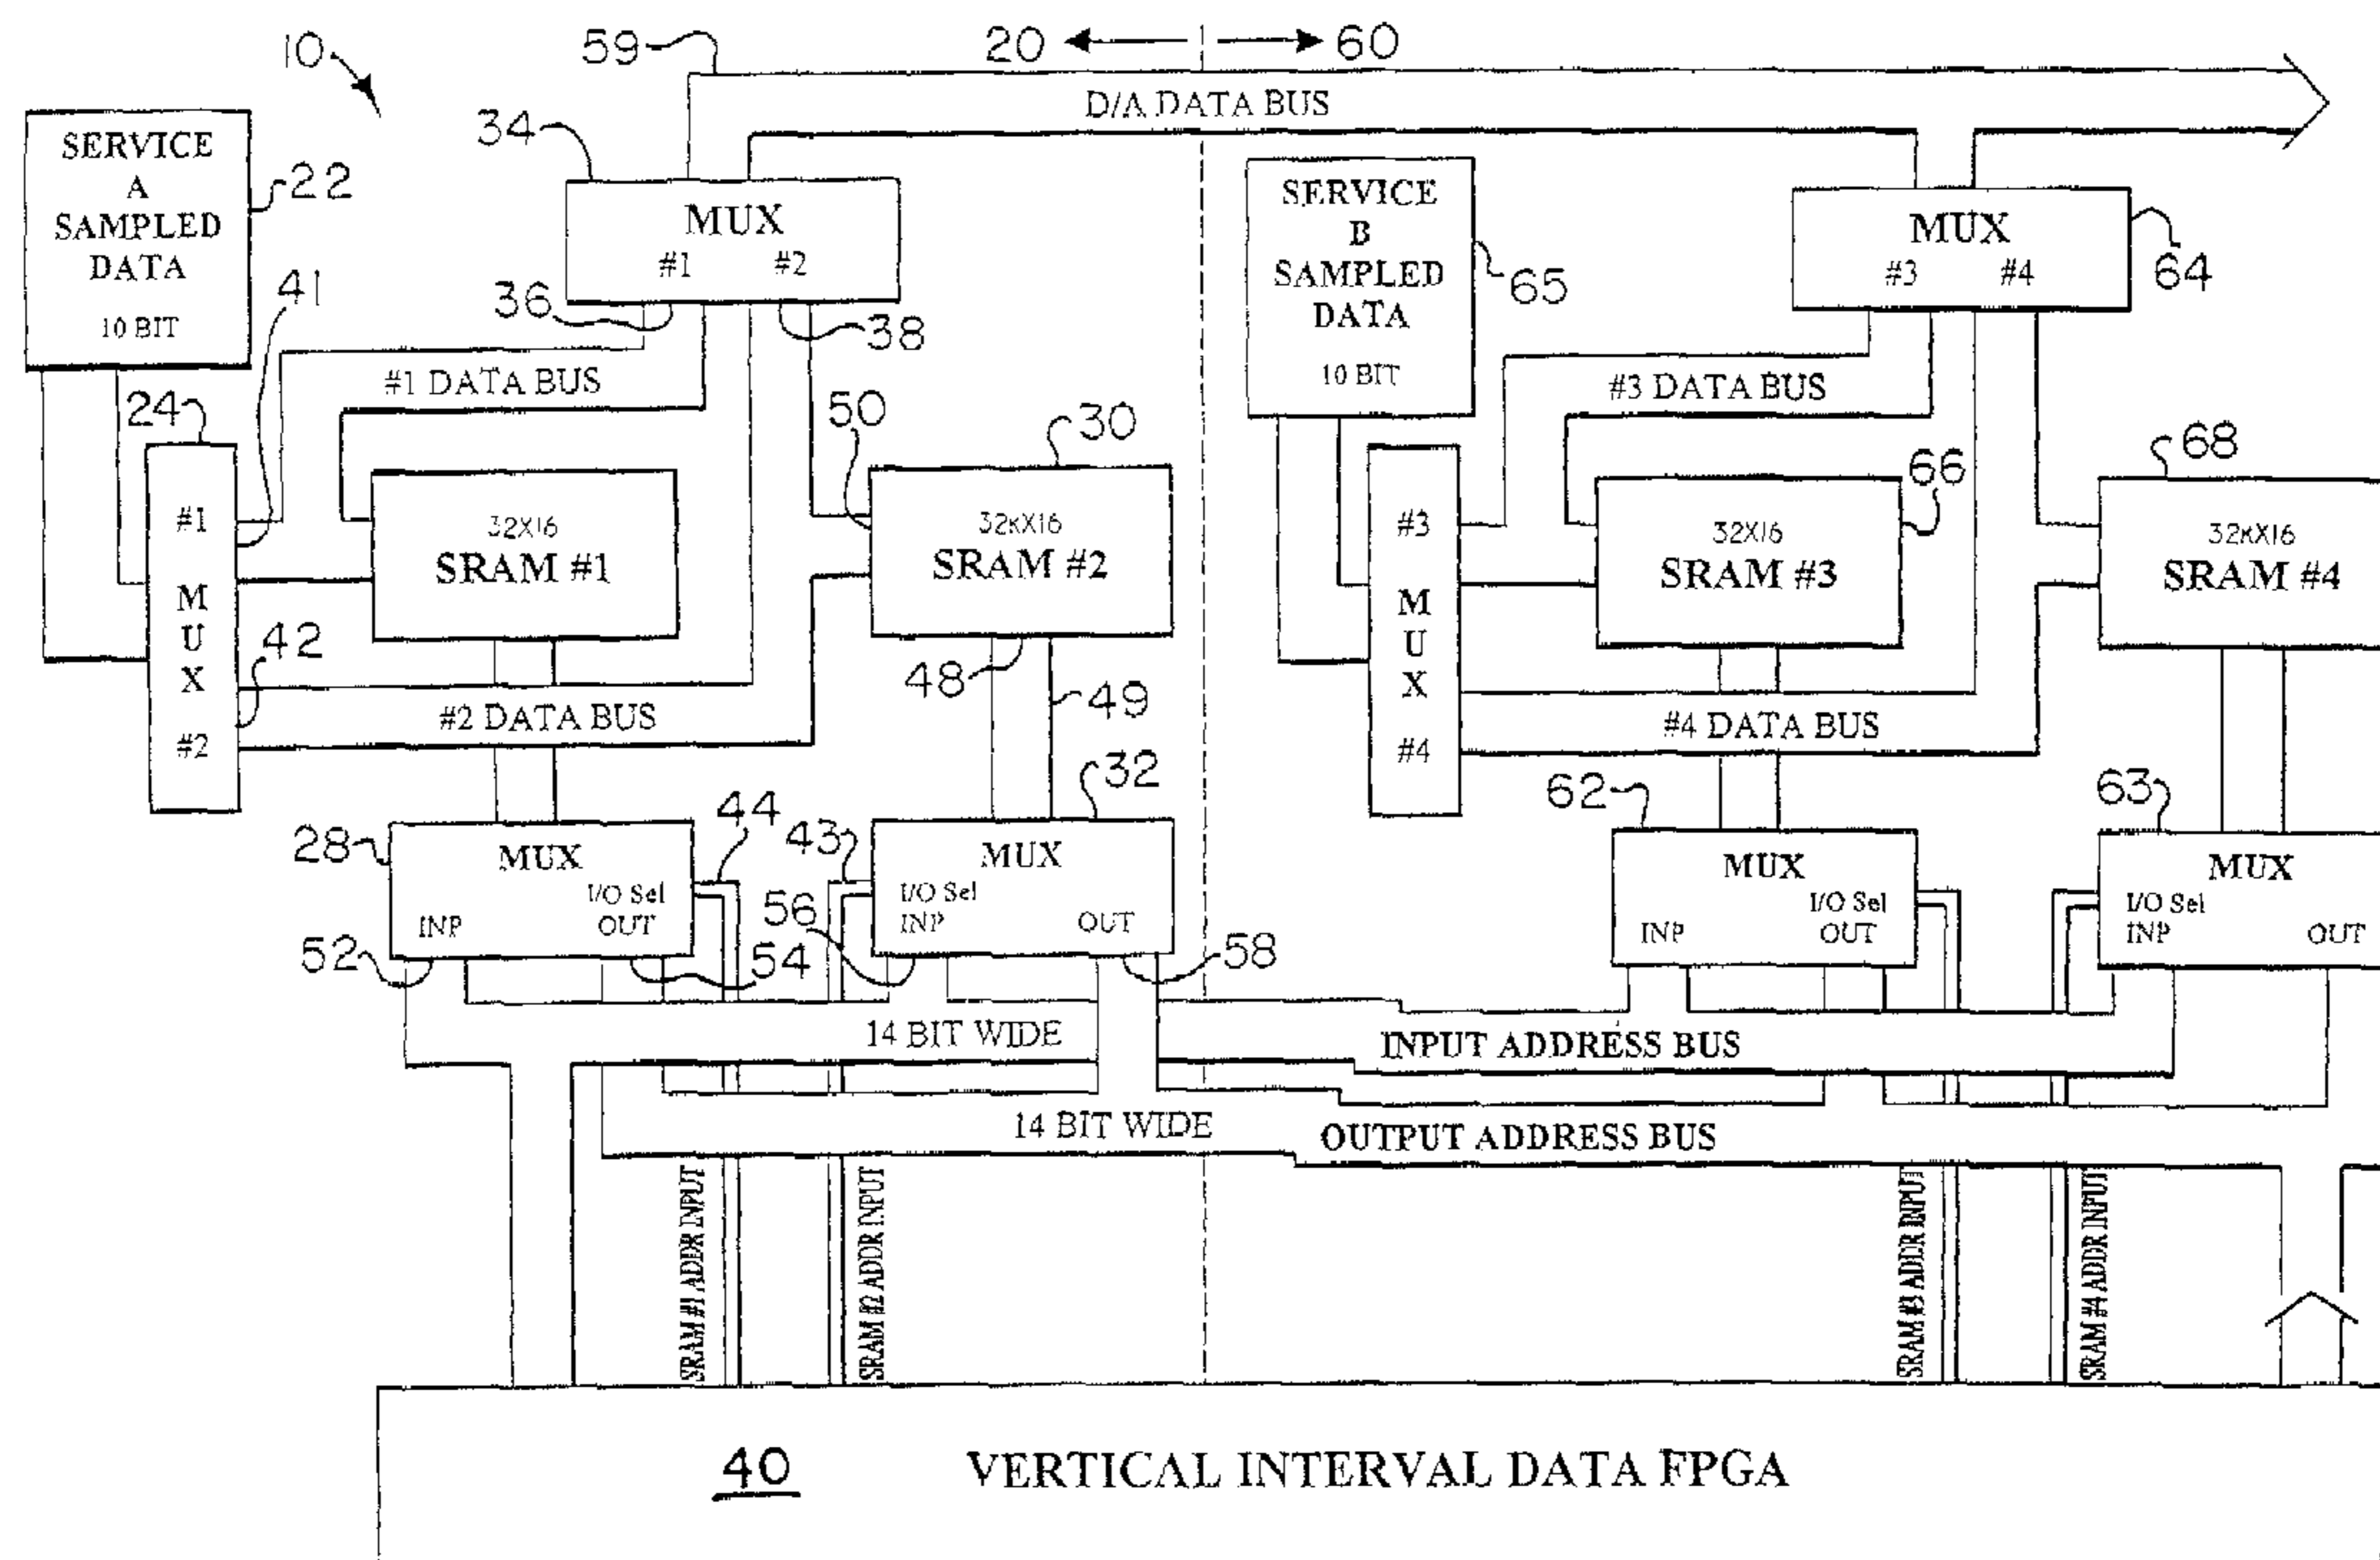 10
59
20
60
D/A DATA BUS
SERVICE
A
SAMPLED
DATA
10 BIT
22
34
MUX
#1 #2
36
38
41
#1 DATA BUS
24
#1
M
U
X
#2
42
32X16
SRAM #1
50
30
32KX16
SRAM #2
48
49
#2 DATA BUS
28
MUX
I/O Sel
INP OUT
52
54
44
43
56
32
MUX
I/O Sel
INP OUT
58
SERVICE
B
SAMPLED
DATA
10 BIT
65
MUX
#3 #4
64
#3 DATA BUS
#3
M
U
X
#4
32X16
SRAM #3
66
68
32KX16
SRAM #4
#4 DATA BUS
62
MUX
I/O Sel
INP OUT
63
MUX
I/O Sel
INP OUT
14 BIT WIDE
INPUT ADDRESS BUS
14 BIT WIDE
OUTPUT ADDRESS BUS
SRAM #1 ADDR INPUT
SRAM #2 ADDR INPUT
SRAM #3 ADDR INPUT
SRAM #4 ADDR INPUT
40
VERTICAL INTERVAL DATA FPGA